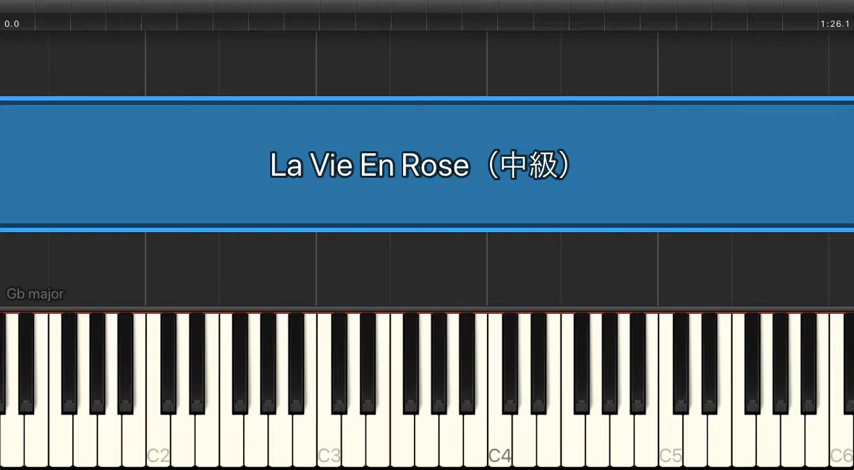 0.0
1:26.1
La Vie En Rose（中級）
Gb major
C2
C3
C4
C5
C6